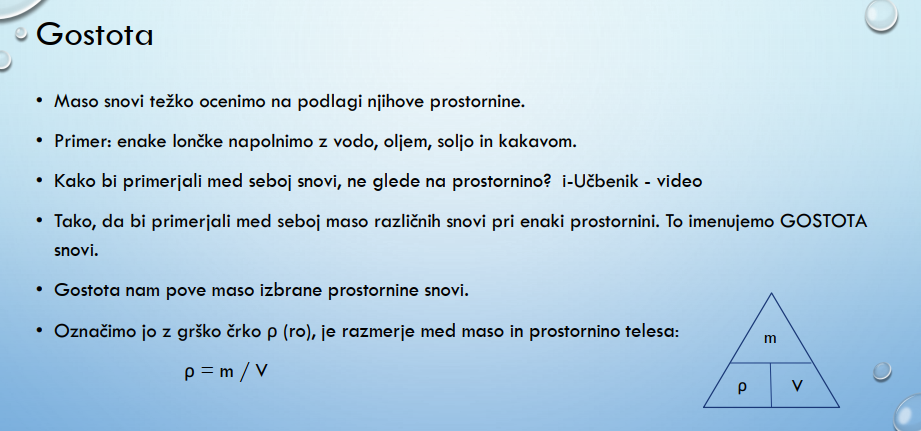 Gostota
• Maso snovi težko ocenimo na podlagi njihove prostornine.
• Primer: enake lončke napolnimo z vodo, oljem, soljo in kakavom.
• Kako bi primerjali med seboj snovi, ne glede na prostornino?  i-Učbenik - video
• Tako, da bi primerjali med seboj maso različnih snovi pri enaki prostornini. To imenujemo GOSTOTA
snovi.
• Gostota nam pove maso izbrane prostornine snovi.
• Označimo jo z grško črko ρ (ro), je razmerje med maso in prostornino telesa:
ρ = m / V
m
ρ V